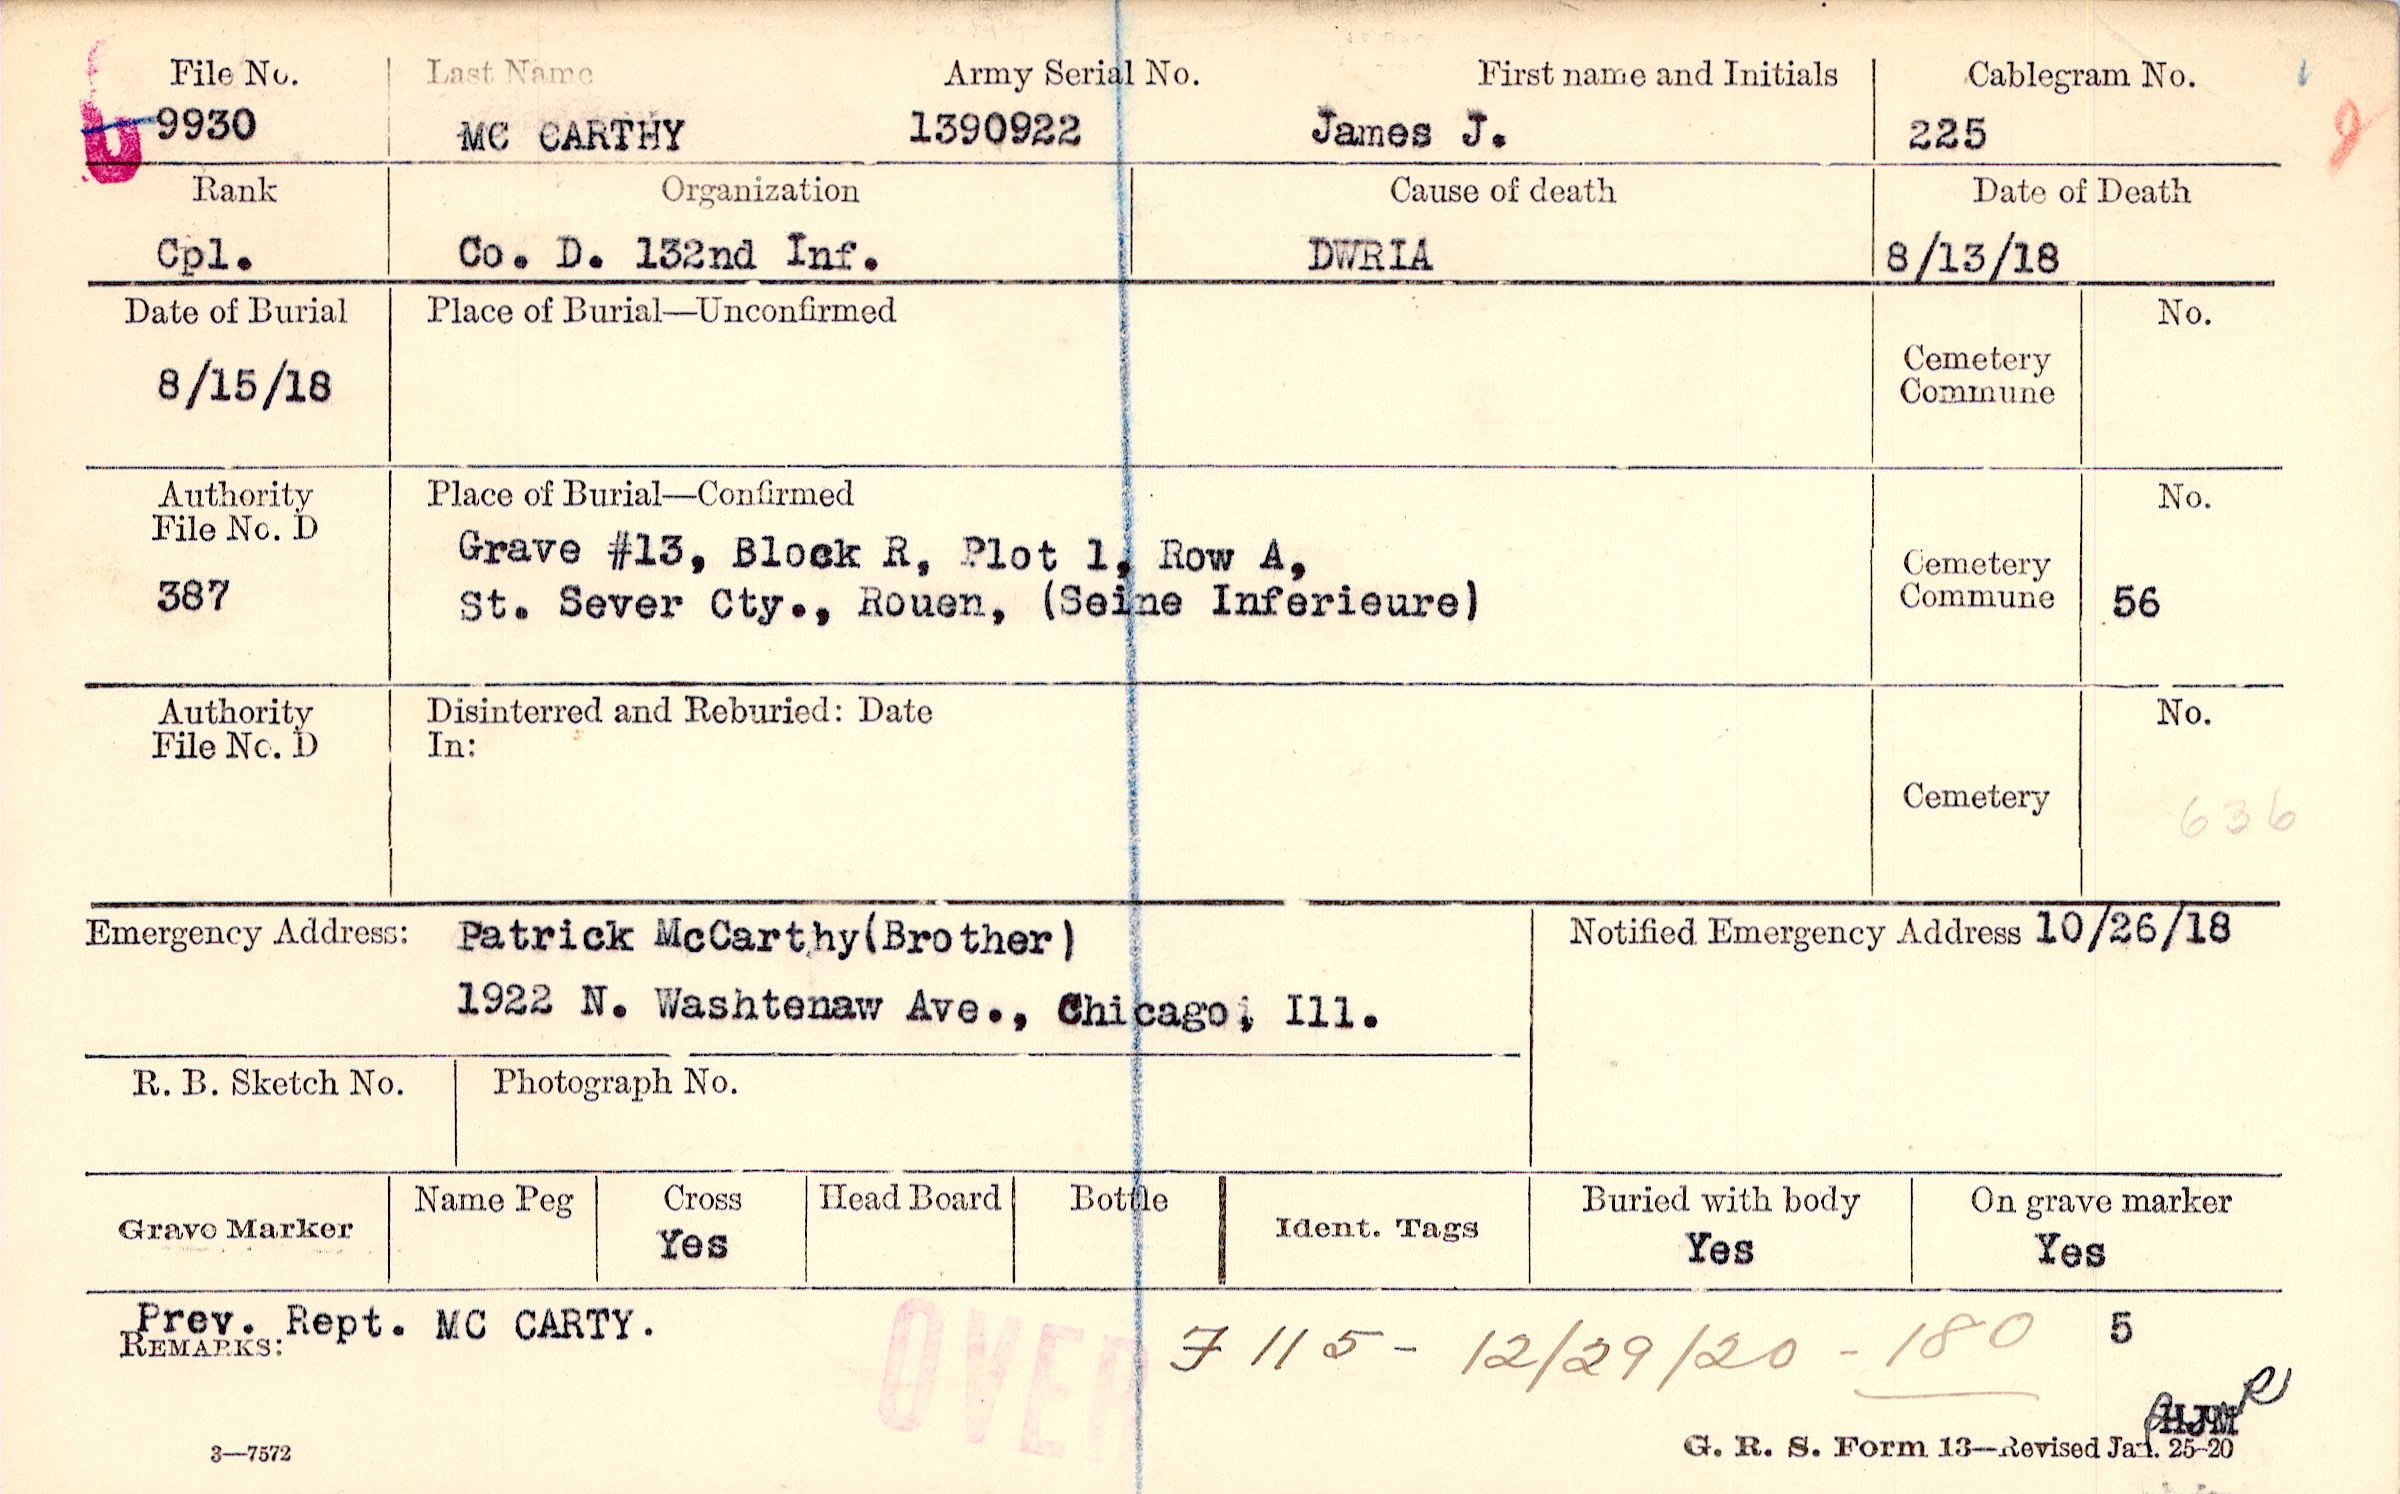 File No. Last Name Army Serial No. First name and Initials Cablegram No.
9930 MC CARTHY 1390922 James J. 225
Rank Organization Cause of death Date of Death
Cpl. Co. D. 132nd Inf. DWRIA 8/13/18
Date of Burial Place of Burial—Unconfirmed No.
8/15/18 Cemetery
Commune
Authority Place of Burial—Confirmed No.
File No. D
Grave #13, Block R, Plot 1, Row A, Cemetery
387 St. Sever Cty., Rouen, (Seine Inferieure) Commune 56
Authority Disinterred and Reburied: Date No.
File No. D In:
Cemetery 636
Emergency Address: Patrick McCarthy(Brother) Notified Emergency Address 10/26/18
1922 N. Washtenaw Ave., Chicago, Ill.
R. B. Sketch No. Photograph No.
Grave Marker Name Peg Cross Head Board Bottle Ident. Tags Buried with body On grave marker
Yes Yes Yes
Prev. Rept. MC CARTY. 5
REMARKS: 7 115 - 12/29/20 - 180
OVER
HJM
3—7572 G. R. S. Form 13—Revised Jan. 25-20